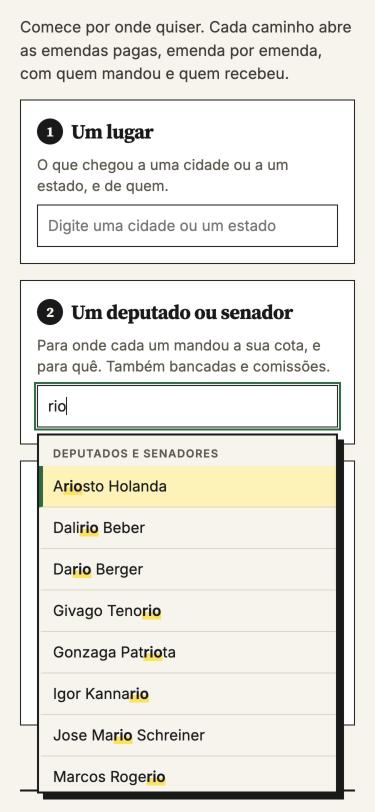 Comece por onde quiser. Cada caminho abre
as emendas pagas, emenda por emenda,
com quem mandou e quem recebeu.
1 Um lugar
O que chegou a uma cidade ou a um
estado, e de quem.
Digite uma cidade ou um estado
2 Um deputado ou senador
Para onde cada um mandou a sua cota, e
para quê. Também bancadas e comissões.
rio
DEPUTADOS E SENADORES
Ariosto Holanda
Dalirio Beber
Dario Berger
Givago Tenorio
Gonzaga Patriota
Igor Kannario
Jose Mario Schreiner
Marcos Rogerio